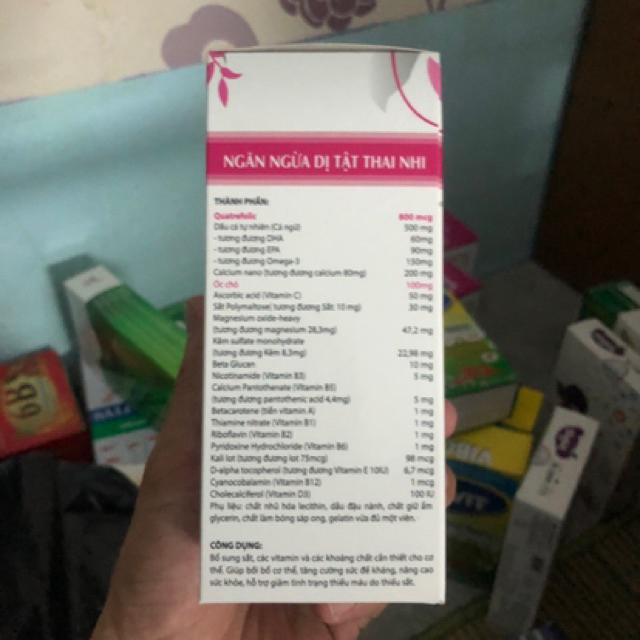 NGĂN NGỪA DỊ TẬT THAI NHI
THÀNH PHẦN:
Quatrefolic 800 mcg
Dầu cá tự nhiên (Cá ngừ) 500 mg
- tương đương DHA 60mg
- tương đương EPA 90mg
- tương đương Omega-3 150mg
Calcium nano (tương đương calcium 80mg) 200 mg
Óc chó 100mg
Ascorbic acid (Vitamin C) 50 mg
Sắt Polymaltose( tương đương Sắt: 10 mg) 30 mg
Magnesium oxide-heavy
(tương đương magnesium 28,3mg) 47,2 mg
Kẽm sulfate monohydrate
(tương đương Kẽm 8,3mg) 22,98 mg
Beta Glucan 10 mg
Nicotinamide (Vitamin B3) 5 mg
Calcium Pantothenate (Vitamin B5)
(tương đương pantothenic acid 4,4mg) 5 mg
Betacarotene (tiền vitamin A) 1 mg
Thiamine nitrate (Vitamin B1) 1 mg
Riboflavin (Vitamin B2) 1 mg
Pyridoxine Hydrochloride (Vitamin B6) 1 mg
Kali Iot (tương đương Iot 75mcg) 98 mcg
D-alpha tocopherol (tương đương Vitamin E 10IU) 6,7 mcg
Cyanocobalamin (Vitamin B12) 1 mcg
Cholecalciferol (Vitamin D3) 100 IU
Phụ liệu: chất nhũ hóa lecithin, dầu đậu nành, chất giữ ẩm
glycerin, chất làm bóng sáp ong, gelatin vừa đủ một viên.
CÔNG DỤNG:
Bổ sung sắt, các vitamin và các khoáng chất cần thiết cho cơ
thể. Giúp bồi bổ cơ thể, tăng cường sức đề kháng, nâng cao
sức khỏe, hỗ trợ giảm tình trạng thiếu máu do thiếu sắt.